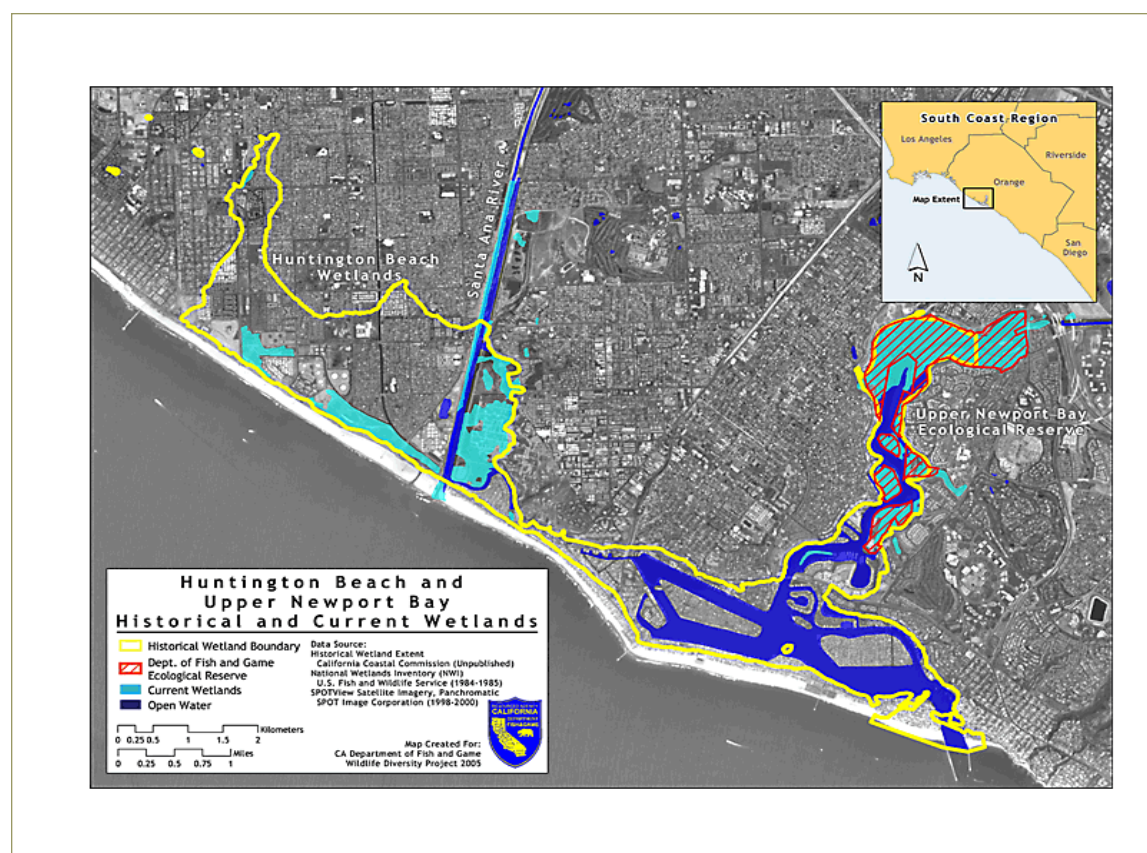 South Coast Region
Los Angeles
Riverside
Orange
Map Extent
San
Diego
N
Santa Ana River
Huntington Beach
Wetlands
Upper Newport Bay
Ecological Reserve
Huntington Beach and
Upper Newport Bay
Historical and Current Wetlands
Historical Wetland Boundary
Dept. of Fish and Game
Ecological Reserve
Current Wetlands
Open Water
Data Source:
Historical Wetland Extent
California Coastal Commission (Unpublished)
National Wetlands Inventory (NWI)
U.S. Fish and Wildlife Service (1984-1985)
SPOTView Satellite Imagery, Panchromatic
SPOT Image Corporation (1998-2000)
0 0.25 0.5 1 1.5 2 Kilometers
0 0.25 0.5 0.75 1 Miles
CALIFORNIA
FISH&GAME
Map Created For:
CA Department of Fish and Game
Wildlife Diversity Project 2005